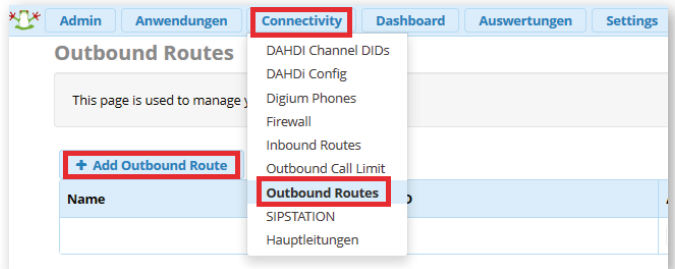 Admin Anwendungen Connectivity Dashboard Auswertungen Settings
Outbound Routes
DAHDI Channel DIDs
DAHDi Config
This page is used to manage
Digium Phones
Firewall
Inbound Routes
+ Add Outbound Route
Outbound Call Limit
Name
Outbound Routes
SIPSTATION
Hauptleitungen